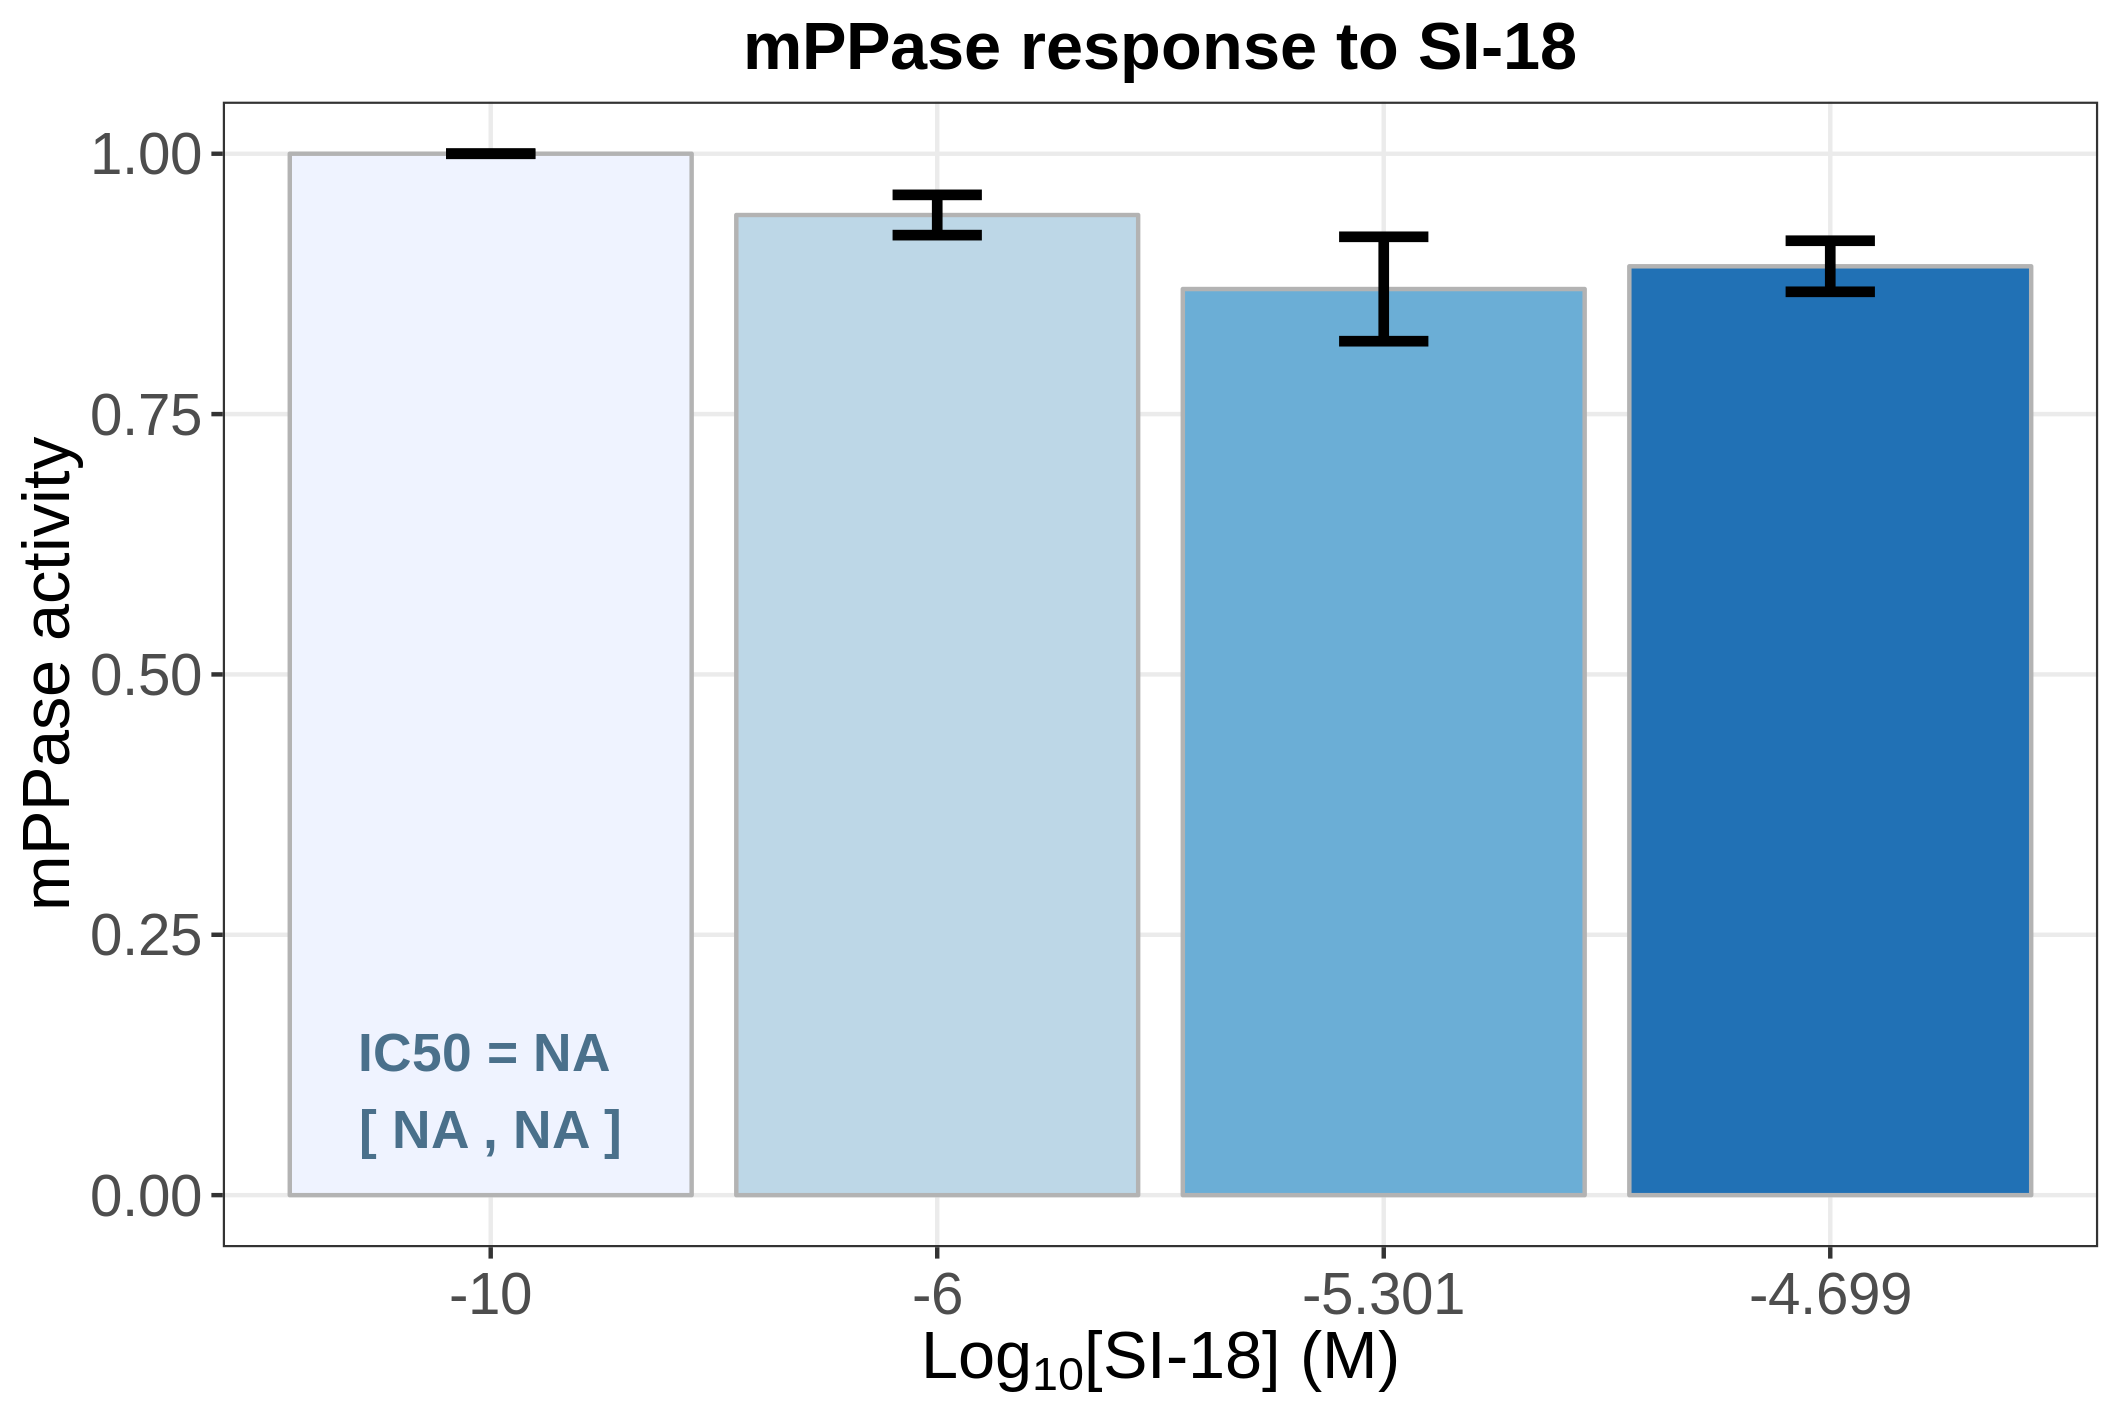 mPPase response to SI-18
mPPase activity
1.00
0.75
0.50
0.25
0.00
IC50 = NA
[ NA , NA ]
-10
-6
-5.301
-4.699
Log10[SI-18] (M)